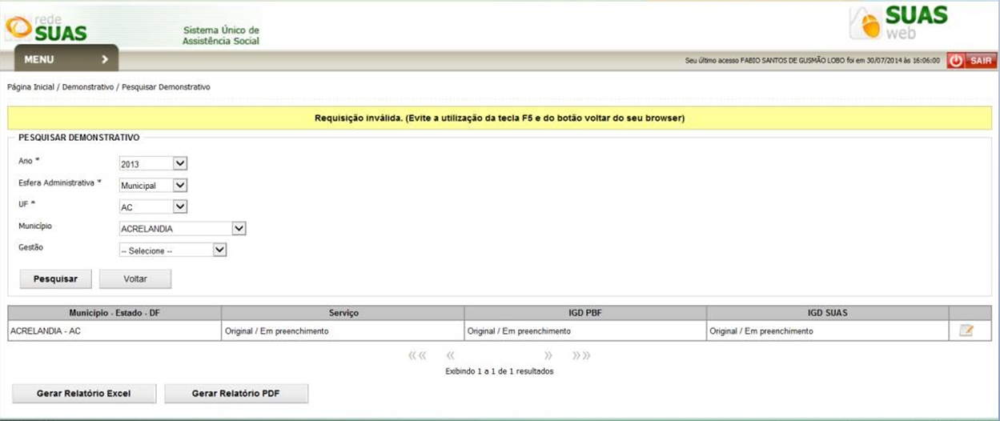 rede
SUAS
Sistema Único de
Assistência Social
SUAS
web
MENU
Seu último acesso FABIO SANTOS DE GUSMÃO LOBO foi em 30/07/2014 às 16:06:00 SAIR
Página Inicial / Demonstrativo / Pesquisar Demonstrativo
Requisição inválida. (Evite a utilização da tecla F5 e do botão voltar do seu browser)
PESQUISAR DEMONSTRATIVO
Ano * 2013
Esfera Administrativa * Municipal
UF * AC
Município ACRELANDIA
Gestão -- Selecione --
Pesquisar Voltar
Município - Estado - DF Serviço IGD PBF IGD SUAS
ACRELANDIA - AC Original / Em preenchimento Original / Em preenchimento Original / Em preenchimento
«« « » »»
Exibindo 1 a 1 de 1 resultados
Gerar Relatório Excel Gerar Relatório PDF